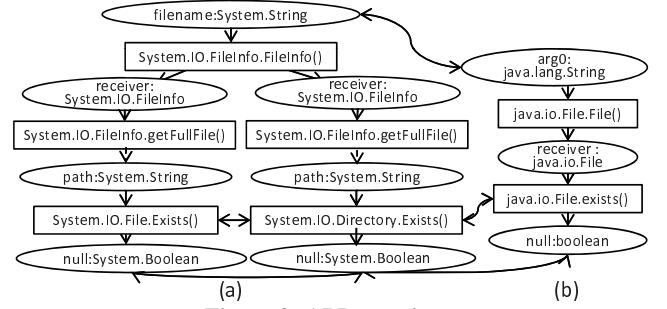 filename:System.String
System.IO.FileInfo.FileInfo()
receiver:
System.IO.FileInfo
receiver:
System.IO.FileInfo
System.IO.FileInfo.getFullFile()
System.IO.FileInfo.getFullFile()
path:System.String
path:System.String
System.IO.File.Exists()
System.IO.Directory.Exists()
null:System.Boolean
null:System.Boolean
(a)
arg0:
java.lang.String
java.io.File.File()
receiver :
java.io.File
java.io.File.exists()
null:boolean
(b)